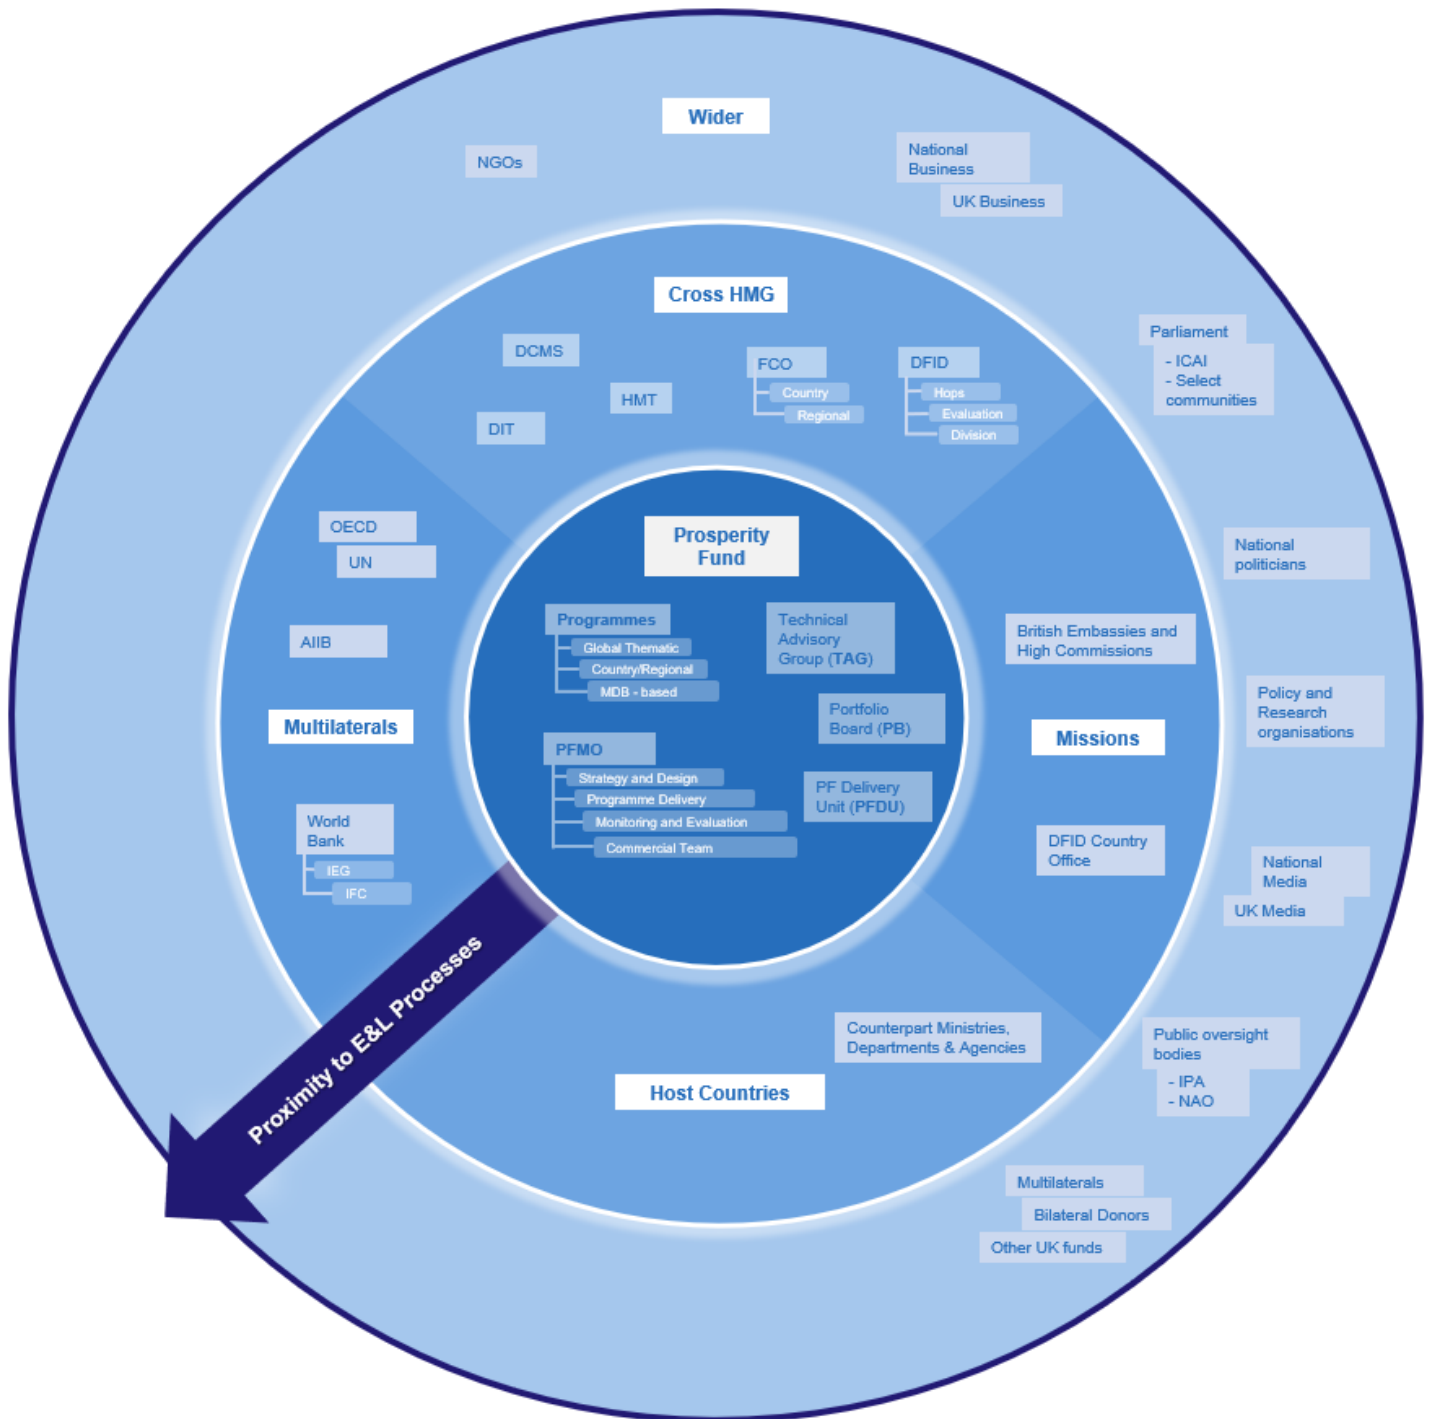 Wider
NGOs
National
Business
UK Business
Cross HMG
DCMS
HMT
DIT
FCO
Country
Regional
DFID
Hops
Evaluation
Division
Parliament
- ICAI
- Select
communities
OECD
UN
AIIB
Multilaterals
World
Bank
IEG
IFC
Prosperity
Fund
Programmes
Global Thematic
Country/Regional
MDB - based
Technical
Advisory
Group (TAG)
Portfolio
Board (PB)
PFMO
Strategy and Design
Programme Delivery
Monitoring and Evaluation
Commercial Team
PF Delivery
Unit (PFDU)
British Embassies and
High Commissions
Missions
DFID Country
Office
National
politicians
Policy and
Research
organisations
National
Media
UK Media
Proximity to E&L Processes
Counterpart Ministries,
Departments & Agencies
Host Countries
Public oversight
bodies
- IPA
- NAO
Multilaterals
Bilateral Donors
Other UK funds